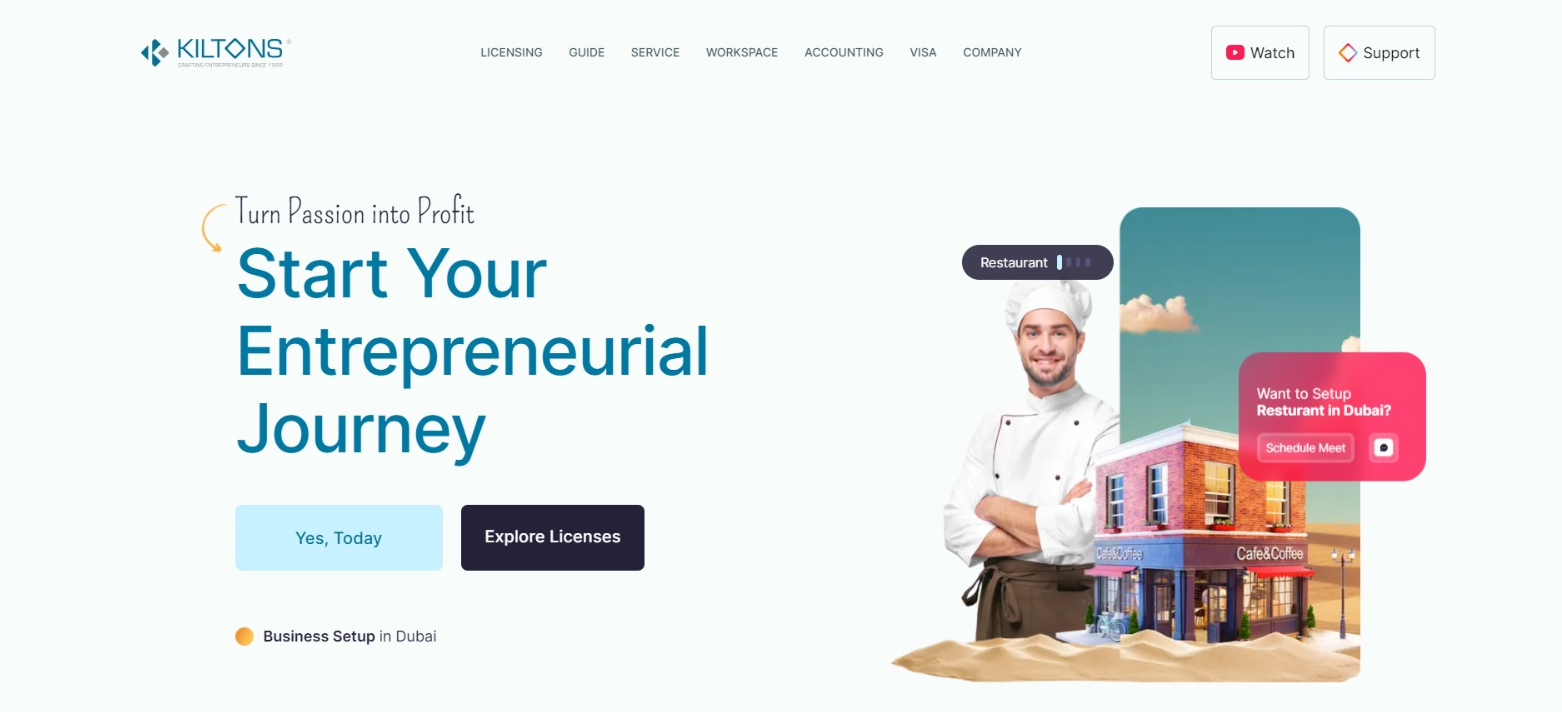 KILTONS
CRAFTING ENTREPRENEURS SINCE 1999
LICENSING GUIDE SERVICE WORKSPACE ACCOUNTING VISA COMPANY
Watch
Support
Turn Passion into Profit
Start Your
Entrepreneurial
Journey
Yes, Today
Explore Licenses
Business Setup in Dubai
Restaurant
Want to Setup
Resturant in Dubai?
Schedule Meet
Cafe&Coffee
Cafe&Coffee